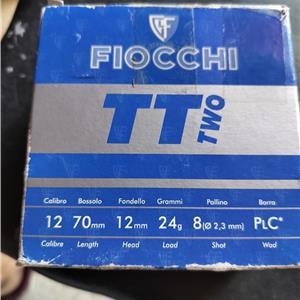 FIOCCHI
TT TWO
Calibro Bossolo Fondello Grammi Pallino Borra
12 70mm 12mm 24g 8(Ø 2,3 mm) PLC*
Calibre Length Head Load Shot Wad